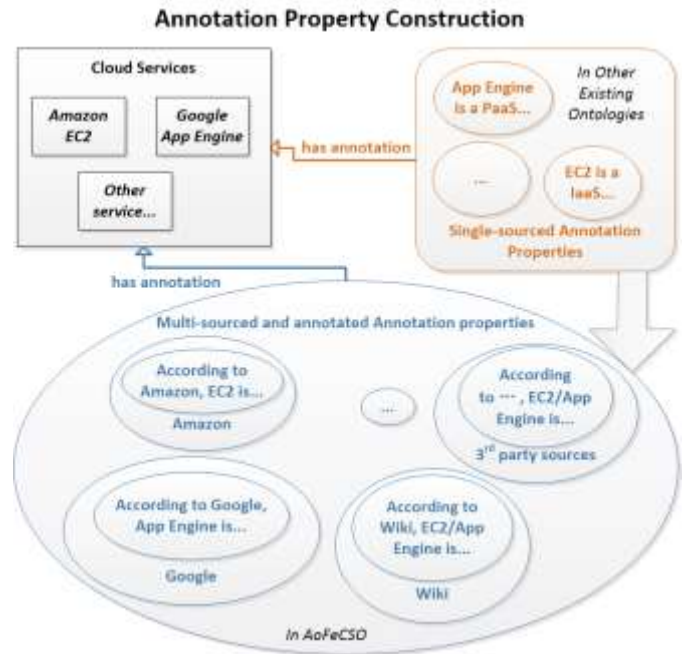 Annotation Property Construction
Cloud Services
Amazon
EC2
Google
App Engine
Other
service...
has annotation
App Engine
is a PaaS...
In Other
Existing
Ontologies
...
EC2 is a
IaaS...
Single-sourced Annotation
Properties
has annotation
Multi-sourced and annotated Annotation properties
According to
Amazon, EC2 is...
Amazon
...
According
to ... , EC2/App
Engine is...
3rd party sources
According to Google,
App Engine is...
Google
According to
Wiki, EC2/App
Engine is...
Wiki
In AoFeCSO